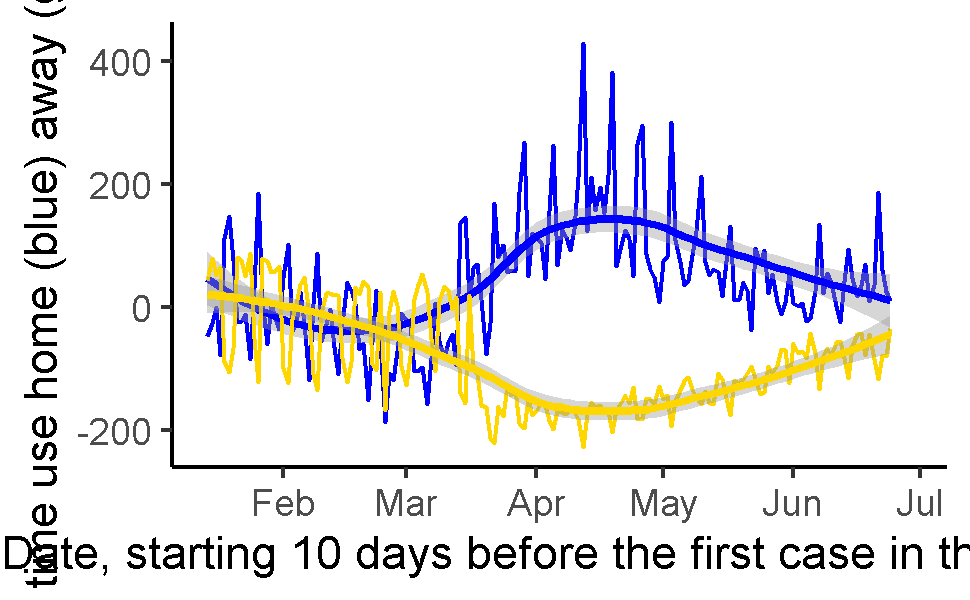 time use home (blue) away (
400
200
0
-200
Feb Mar Apr May Jun Jul
Date, starting 10 days before the first case in th